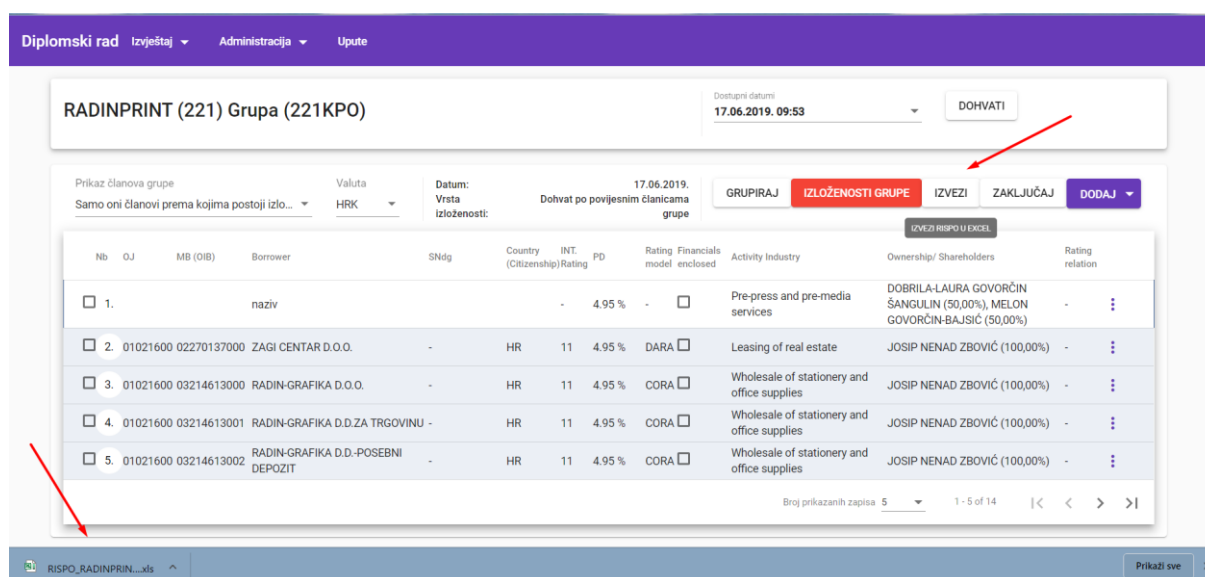 Diplomski rad Izvještaj Administracija Upute
RADINPRINT (221) Grupa (221KPO)
Dostupni datumi
17.06.2019. 09:53
DOHVATI
Prikaz članova grupe
Samo oni članovi prema kojima postoji izlo...
Valuta
HRK
Datum: 17.06.2019.
Vrsta izloženosti: Dohvat po povijesnim članicama grupe
GRUPIRAJ IZLOŽENOSTI GRUPE IZVEZI ZAKLJUČAJ DODAJ
IZVEZI RISPO U EXCEL
Nb OJ MB (OIB) Borrower SNdg Country (Citizenship) INT. Rating PD Rating model Financials enclosed Activity Industry Ownership/ Shareholders Rating relation
1. naziv - 4.95 % - Pre-press and pre-media services DOBRILA-LAURA GOVORČIN ŠANGULIN (50,00%), MELON GOVORČIN-BAJSIĆ (50,00%) -
2. 01021600 02270137000 ZAGI CENTAR D.O.O. - HR 11 4.95 % DARA Leasing of real estate JOSIP NENAD ZBOVIĆ (100,00%) -
3. 01021600 03214613000 RADIN-GRAFIKA D.O.O. - HR 11 4.95 % CORA Wholesale of stationery and office supplies JOSIP NENAD ZBOVIĆ (100,00%) -
4. 01021600 03214613001 RADIN-GRAFIKA D.D.ZA TRGOVINU - HR 11 4.95 % CORA Wholesale of stationery and office supplies JOSIP NENAD ZBOVIĆ (100,00%) -
5. 01021600 03214613002 RADIN-GRAFIKA D.D.-POSEBNI DEPOZIT - HR 11 4.95 % CORA Wholesale of stationery and office supplies JOSIP NENAD ZBOVIĆ (100,00%) -
Broj prikazanih zapisa 5 1 - 5 of 14
RISPO_RADINPRIN....xls
Prikaži sve